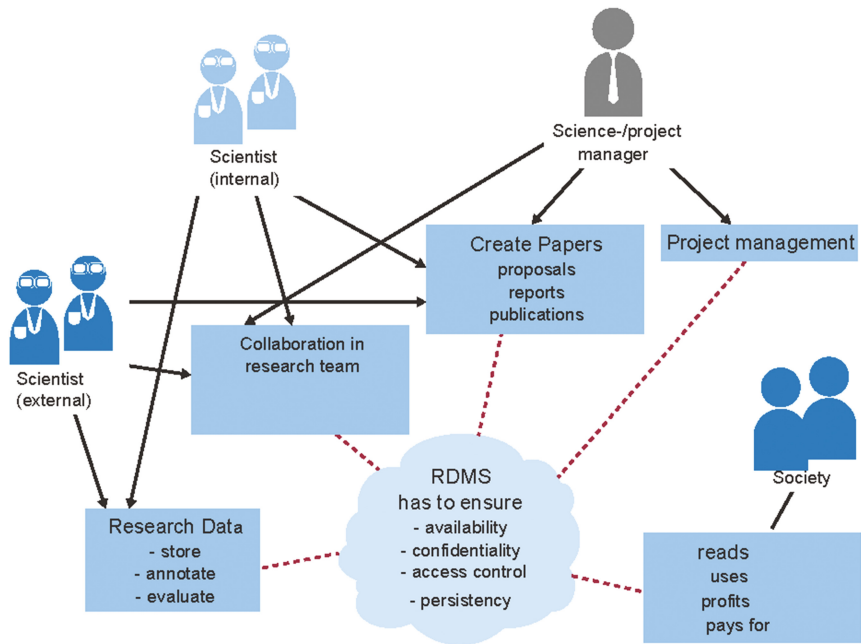 Scientist
(internal)
Science-/project
manager
Create Papers
proposals
reports
publications
Project management
Collaboration in
research team
Scientist
(external)
Society
RDMS
has to ensure
- availability
- confidentiality
- access control
- persistency
Research Data
- store
- annotate
- evaluate
reads
uses
profits
pays for